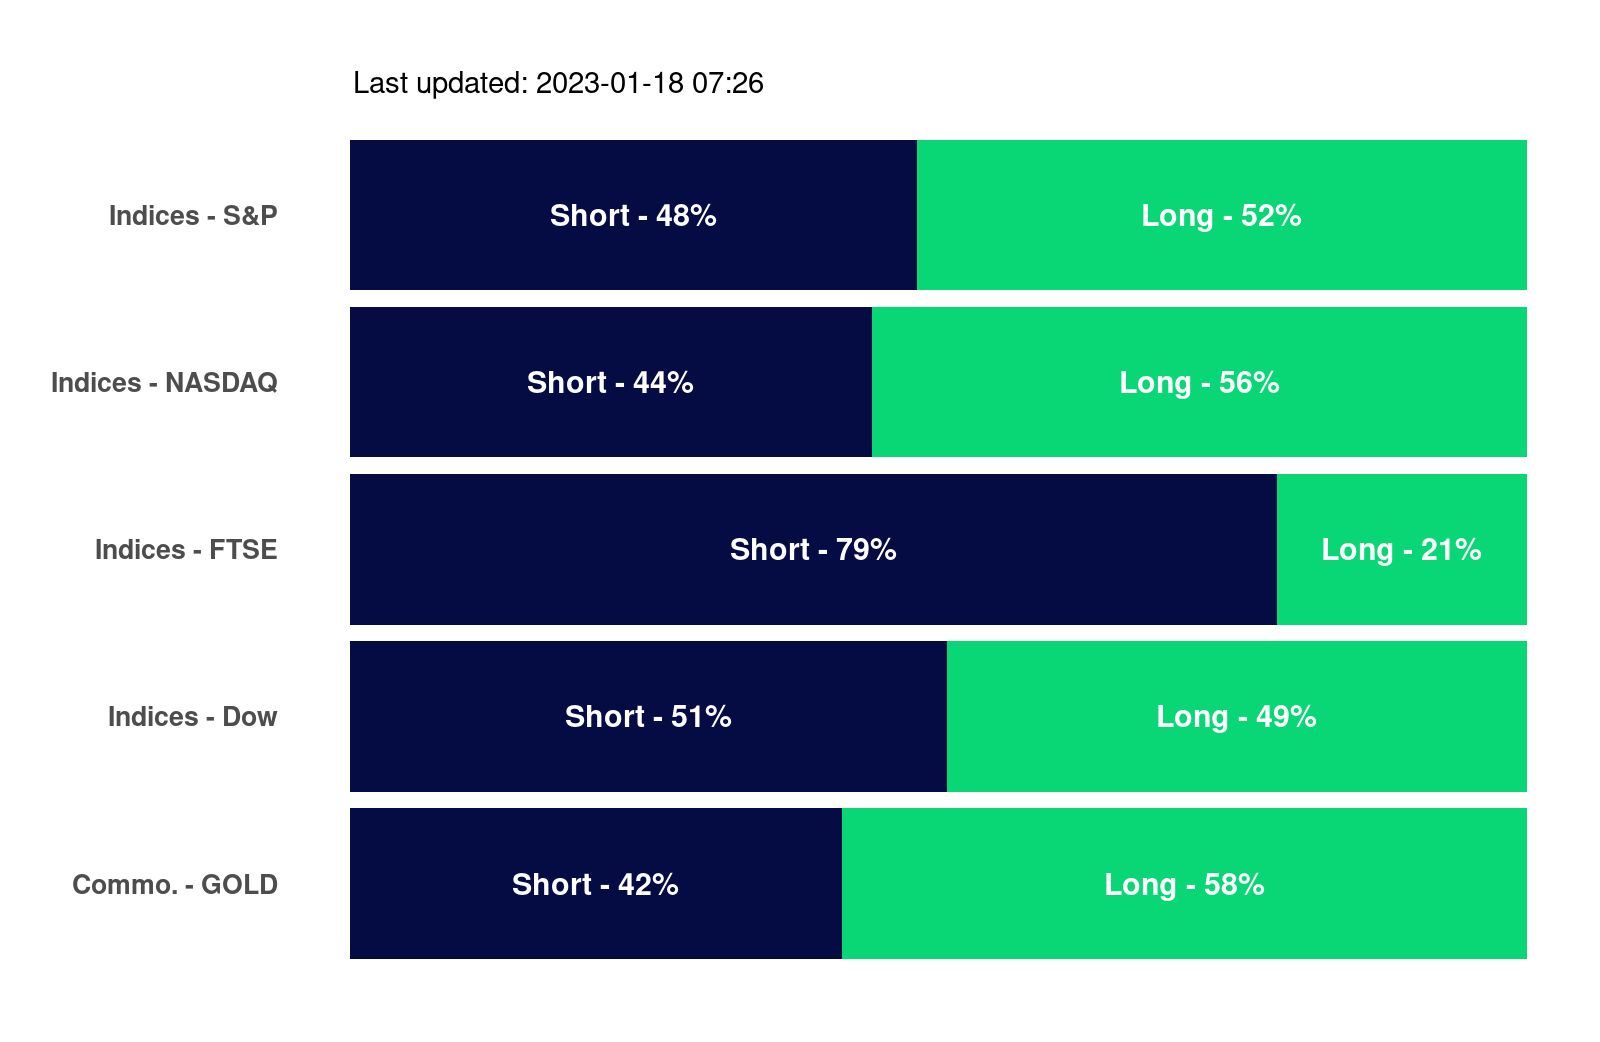 Last updated: 2023-01-18 07:26
Indices - S&P Short - 48% Long - 52%
Indices - NASDAQ Short - 44% Long - 56%
Indices - FTSE Short - 79% Long - 21%
Indices - Dow Short - 51% Long - 49%
Commo. - GOLD Short - 42% Long - 58%